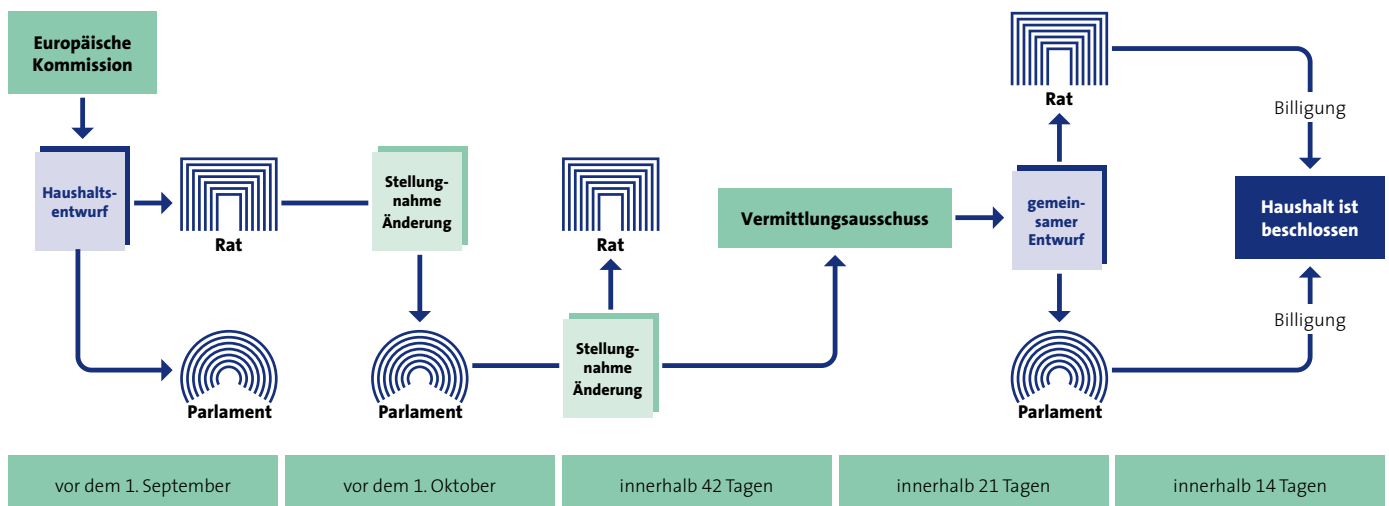 Europäische
Kommission
Haushalts-
entwurf
Rat
Parlament
Stellung-
nahme
Änderung
Parlament
Rat
Stellung-
nahme
Änderung
Vermittlungsausschuss
Rat
gemein-
samer
Entwurf
Parlament
Billigung
Haushalt ist
beschlossen
Billigung
vor dem 1. September
vor dem 1. Oktober
innerhalb 42 Tagen
innerhalb 21 Tagen
innerhalb 14 Tagen